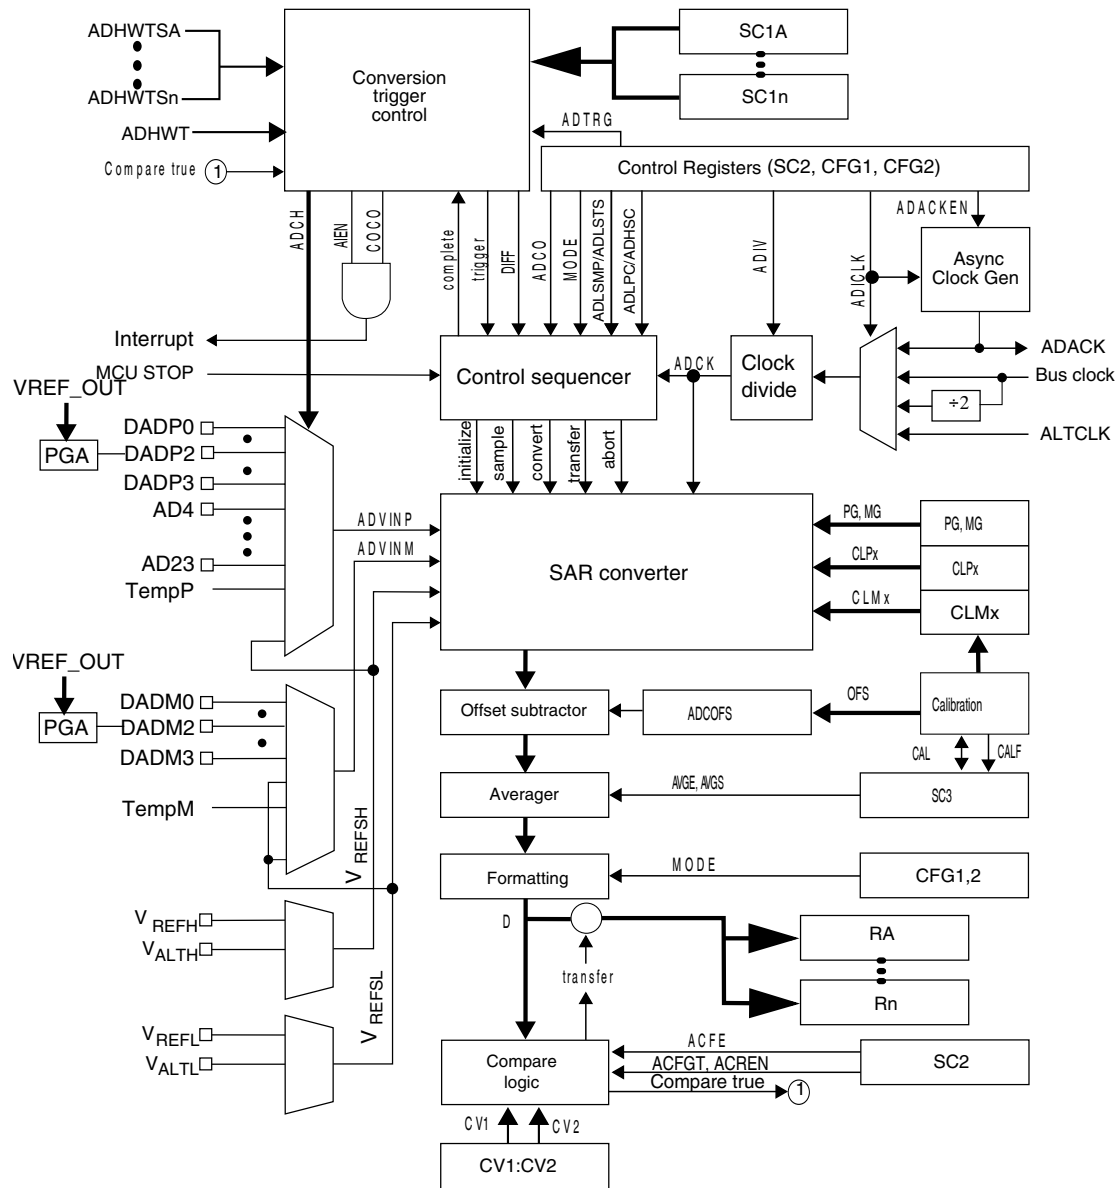 ADHWTSA
ADHWTSn
ADHWT
Compare true 1
Conversion
trigger
control
SC1A
SC1n
ADTRG
Control Registers (SC2, CFG1, CFG2)
ADCH
AIEN
COCO
complete
trigger
DIFF
ADCO
MODE
ADLSMP/ADLSTS
ADLPC/ADHSC
ADIV
ADICLK
ADACKEN
Async
Clock Gen
Interrupt
MCU STOP
Control sequencer
ADCK
Clock
divide
ADACK
Bus clock
÷2
ALTCLK
VREF_OUT
PGA
DADP0
DADP2
DADP3
AD4
AD23
TempP
initialize
sample
convert
transfer
abort
ADVINP
ADVINM
SAR converter
PG, MG
PG, MG
CLPx
CLPx
CLMx
CLMx
VREF_OUT
PGA
DADM0
DADM2
DADM3
TempM
Offset subtractor
ADCOFS
OFS
Calibration
CAL
CALF
Averager
AVGE, AVGS
SC3
Formatting
MODE
CFG1,2
VREFSH
VREFH
VALTH
VREFSL
VREFL
VALTL
D
transfer
RA
Rn
Compare
logic
ACFE
ACFGT, ACREN
Compare true
1
SC2
CV1
CV2
CV1:CV2